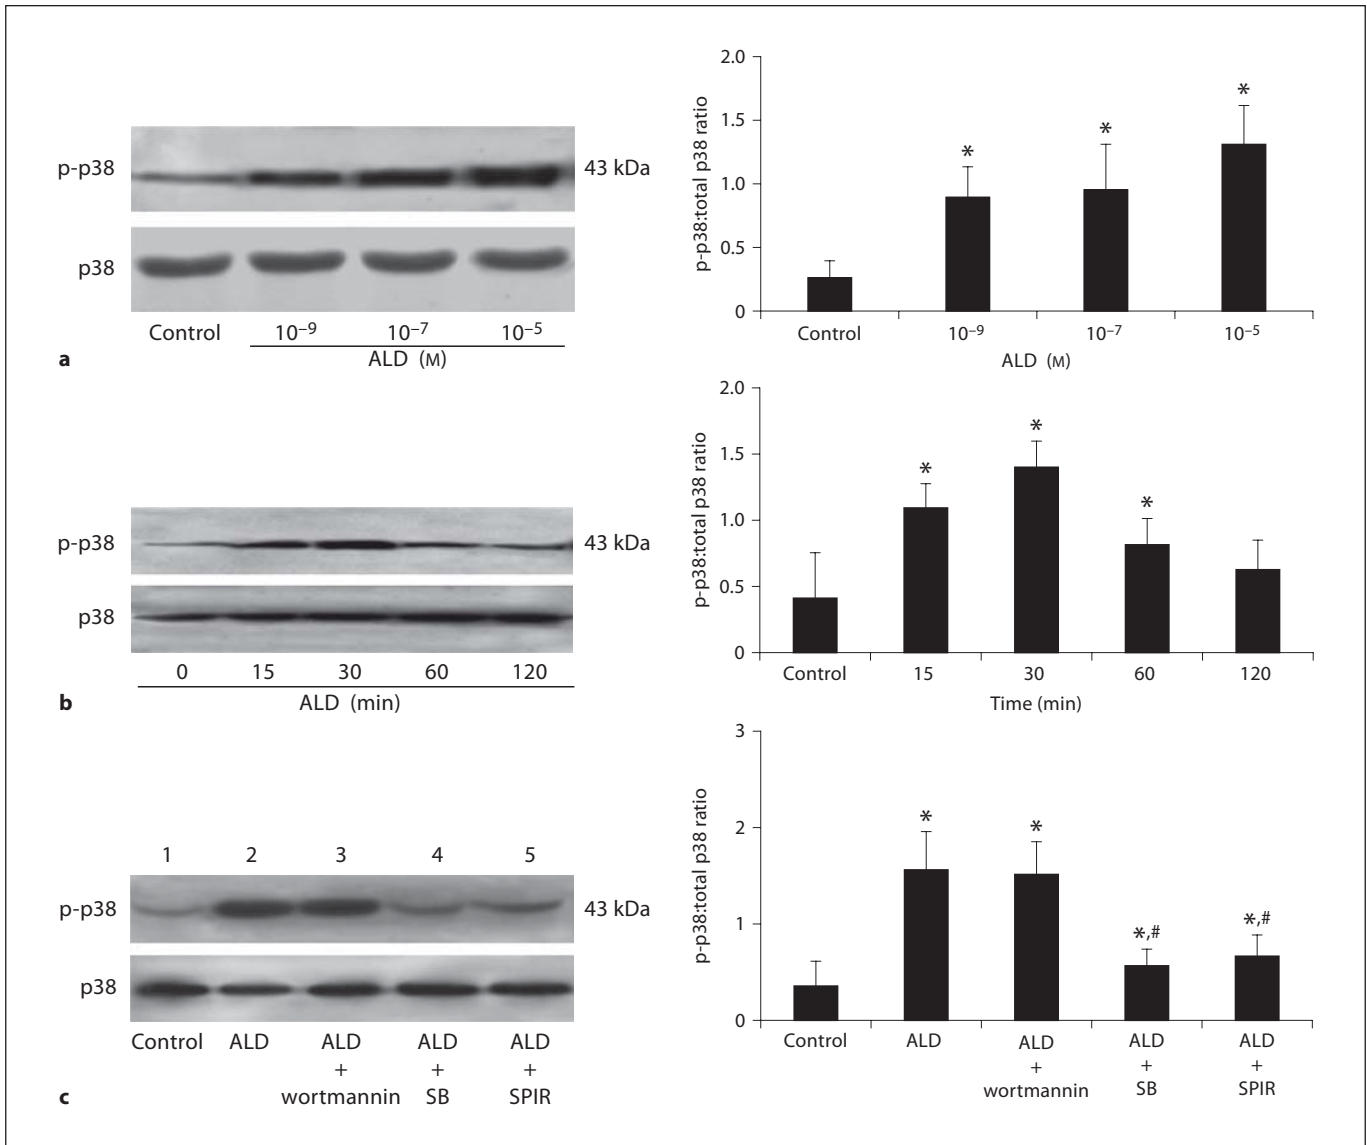 p-p38
43 kDa
p38
Control 10–9 10–7 10–5
ALD (M)
a
p-p38:total p38 ratio
2.0
1.5
1.0
0.5
0
* * *
Control 10–9 10–7 10–5
ALD (M)
p-p38
43 kDa
p38
0 15 30 60 120
ALD (min)
b
p-p38:total p38 ratio
2.0
1.5
1.0
0.5
0
* * *
Control 15 30 60 120
Time (min)
1 2 3 4 5
p-p38
43 kDa
p38
Control ALD ALD ALD ALD
+ + +
wortmannin SB SPIR
c
p-p38:total p38 ratio
3
2
1
0
* * *,# *,#
Control ALD ALD ALD ALD
+ + +
wortmannin SB SPIR